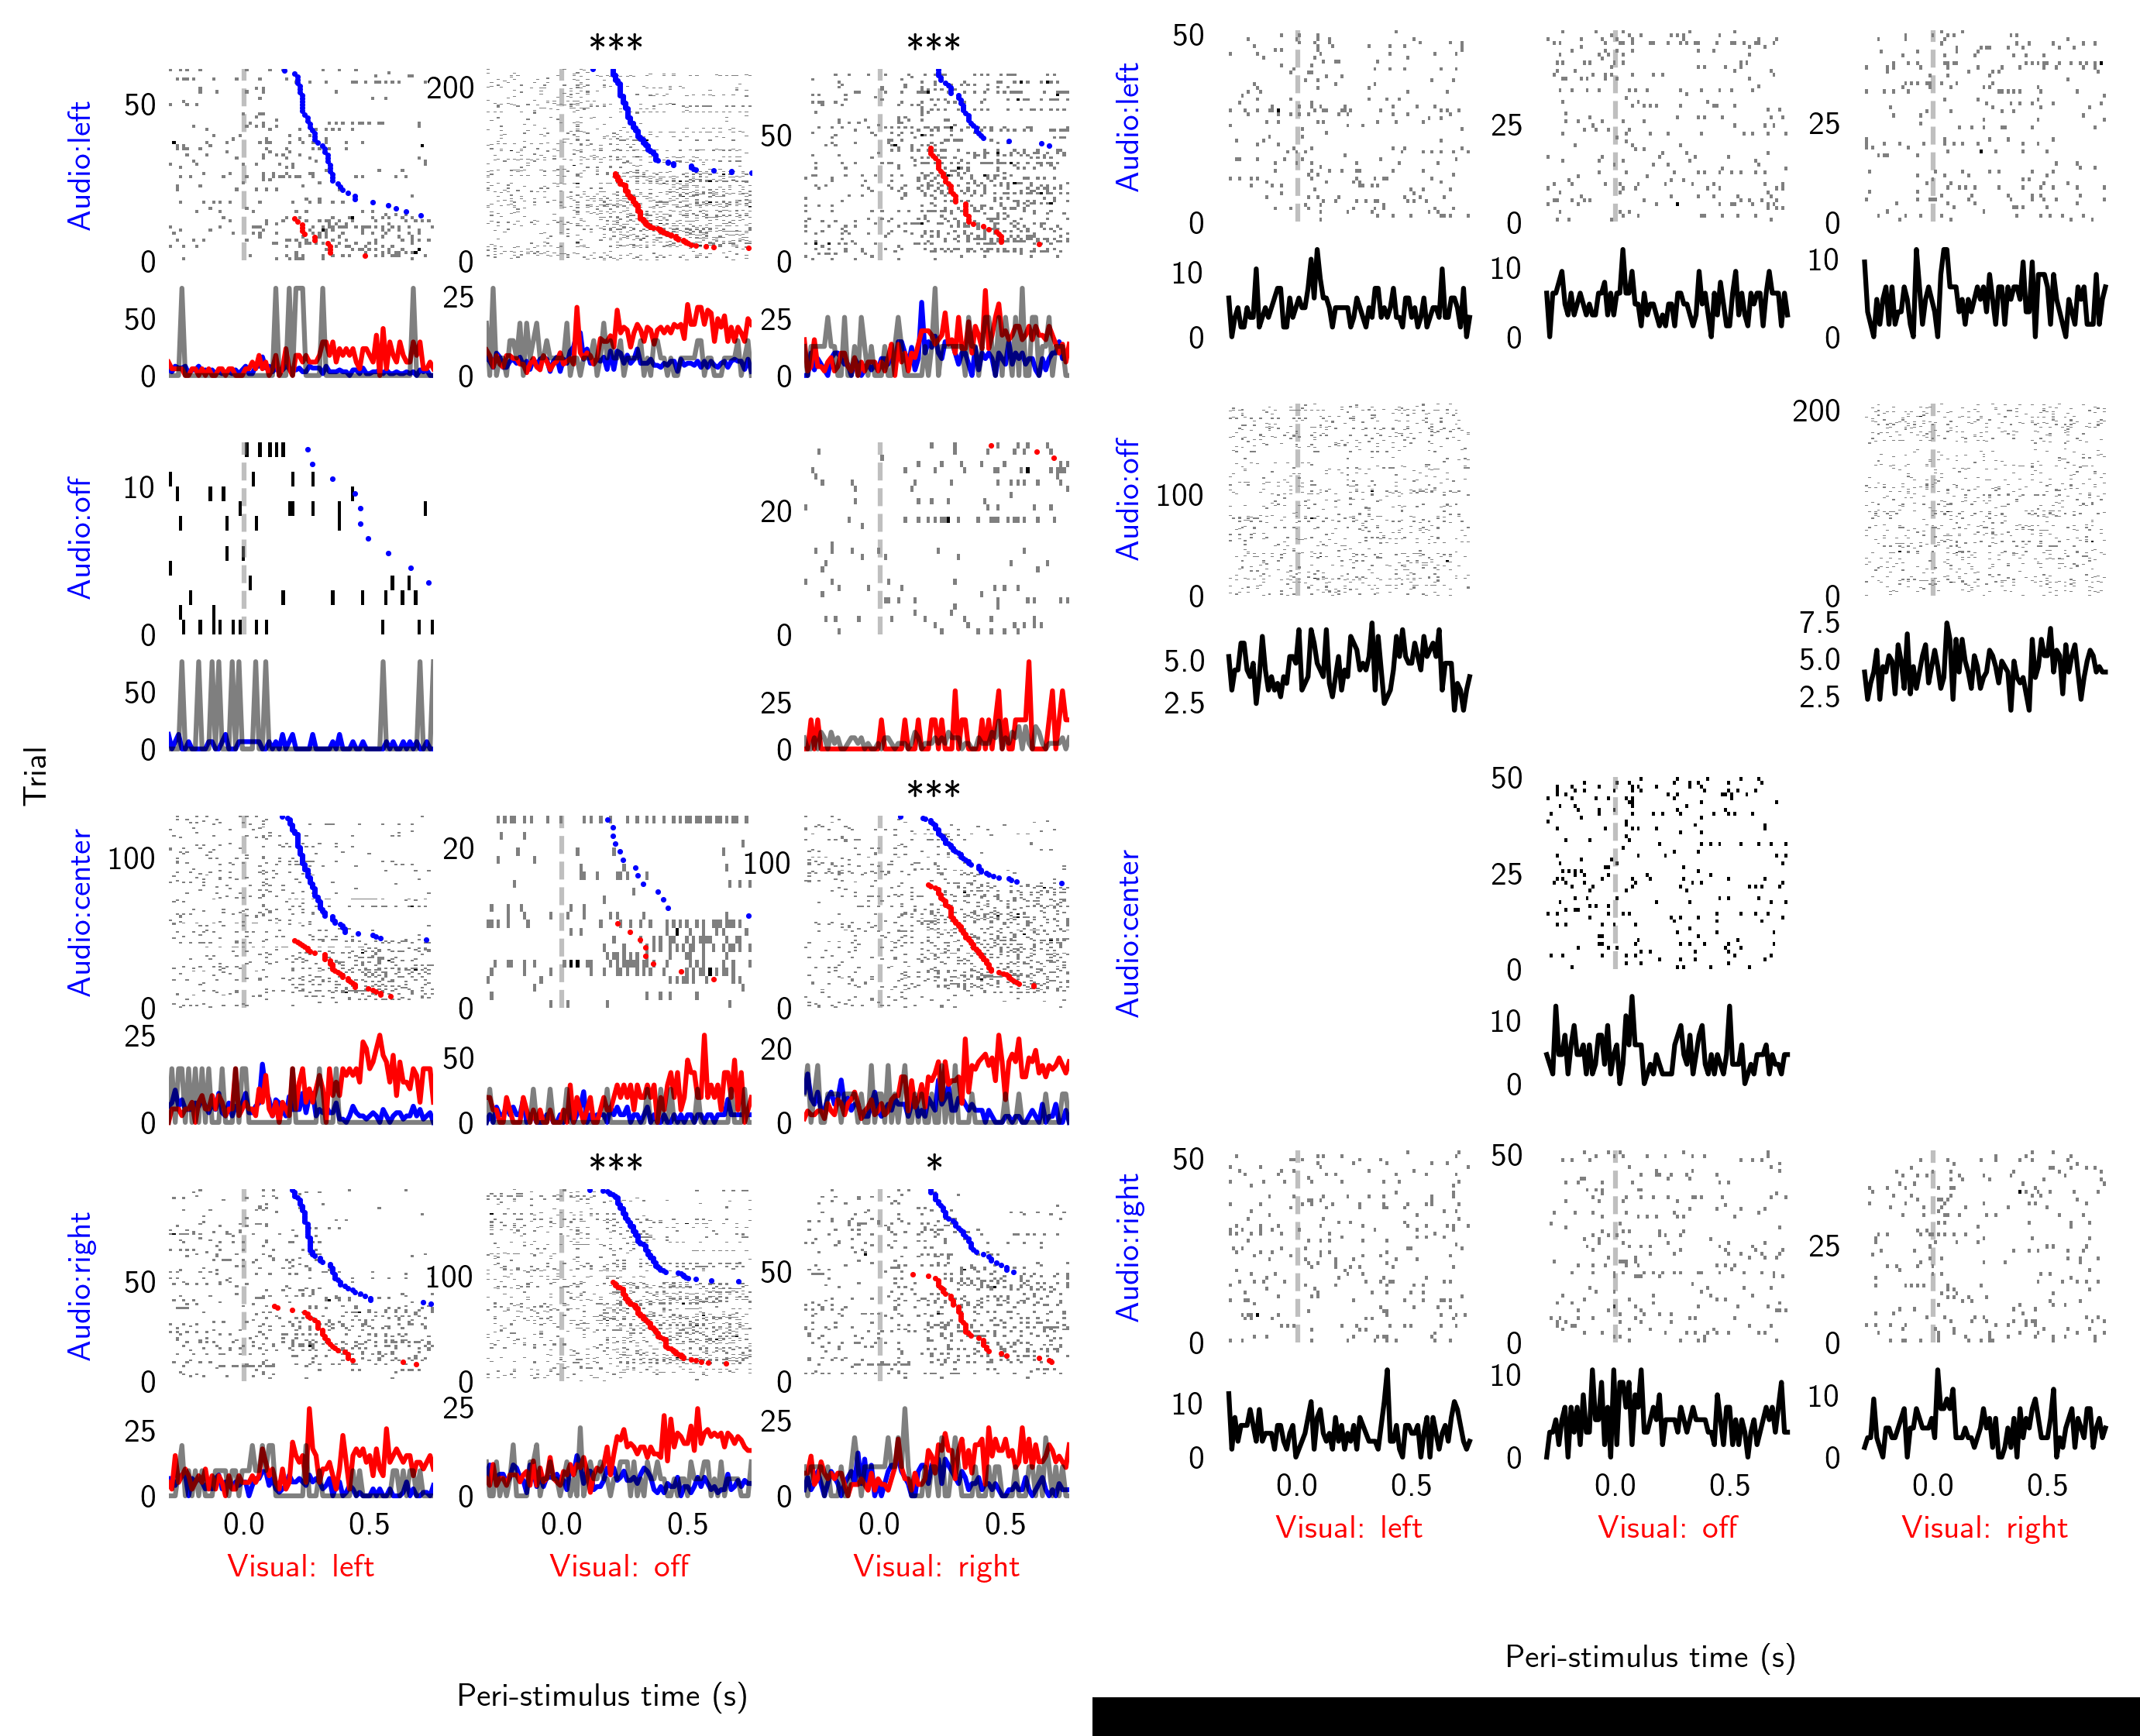 *** *** 50
Audio:left 50 200 50 Audio:left 25 25
0 0 0 0 0 0
50 25 25 10 10 10
0 0 0 0 0 0
Audio:off 10 20 Audio:off 200 100
0 0 0 0
50 25 5.0 2.5 7.5 5.0 2.5
0 0
Trial
*** 50
Audio:center 100 20 100 Audio:center 25
0 0 0 0
25 50 20 10
0 0 0 0
*** *
Audio:right 50 100 50 Audio:right 50 50 25
0 0 0 0 0 0
25 25 25 10 10 10
0 0 0 0 0 0
0.0 0.5 0.0 0.5 0.0 0.5 0.0 0.5 0.0 0.5 0.0 0.5
Visual: left Visual: off Visual: right Visual: left Visual: off Visual: right
Peri-stimulus time (s)
Peri-stimulus time (s)